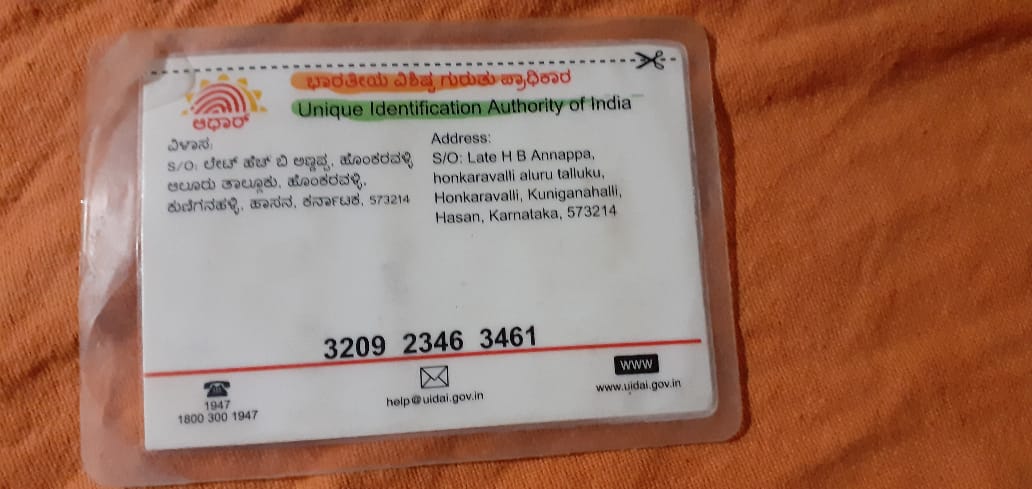 ಭಾರತೀಯ ವಿಶಿಷ್ಟ ಗುರುತು ಪ್ರಾಧಿಕಾರ
Unique Identification Authority of India
ಆಧಾರ್
ವಿಳಾಸ:
S/O: ಲೇಟ್ ಹೆಚ್ ಬಿ ಅಣ್ಣಪ್ಪ, ಹೊಂಕರವಳ್ಳಿ
ಆಲೂರು ತಾಲ್ಲೂಕು, ಹೊಂಕರವಳ್ಳಿ,
ಕುಣಿಗನಹಳ್ಳಿ, ಹಾಸನ, ಕರ್ನಾಟಕ, 573214
Address:
S/O: Late H B Annappa,
honkaravalli aluru talluku,
Honkaravalli, Kuniganahalli,
Hasan, Karnataka, 573214
3209 2346 3461
1947
1800 300 1947
help@uidai.gov.in
www
www.uidai.gov.in